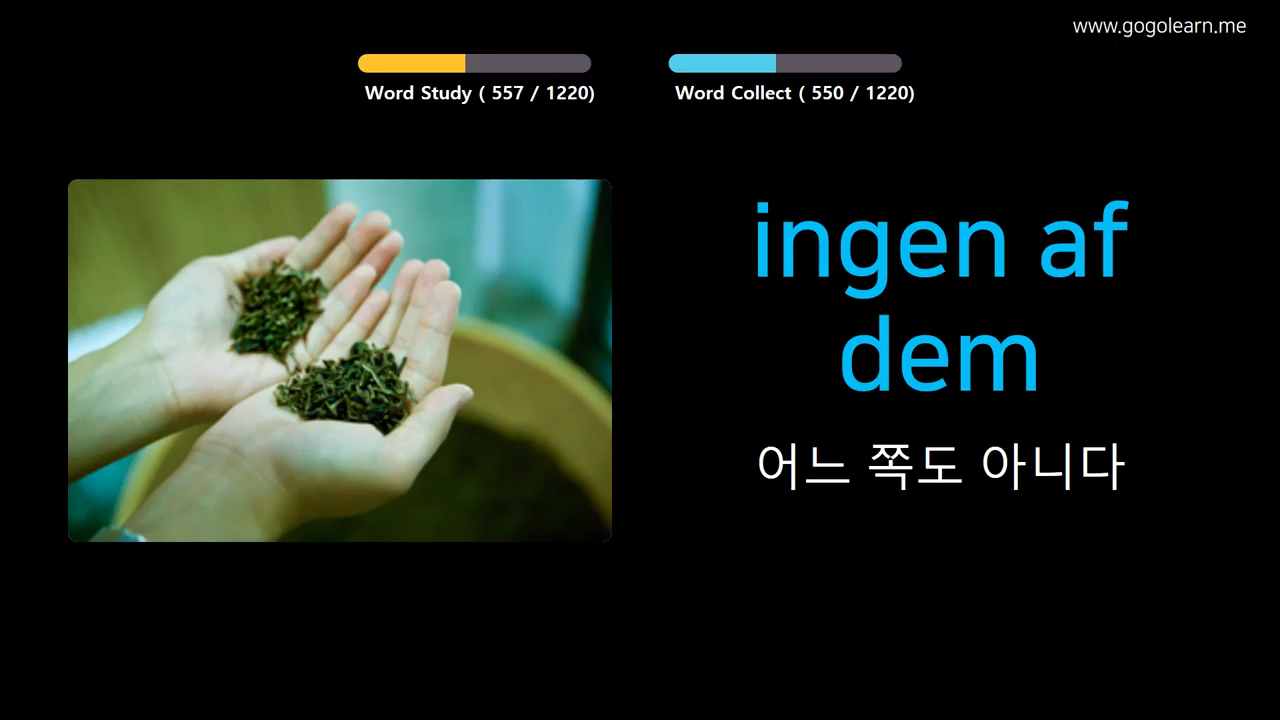 www.gogolearn.me
Word Study ( 557 / 1220)
Word Collect ( 550 / 1220)
ingen af
dem
어느 쪽도 아니다